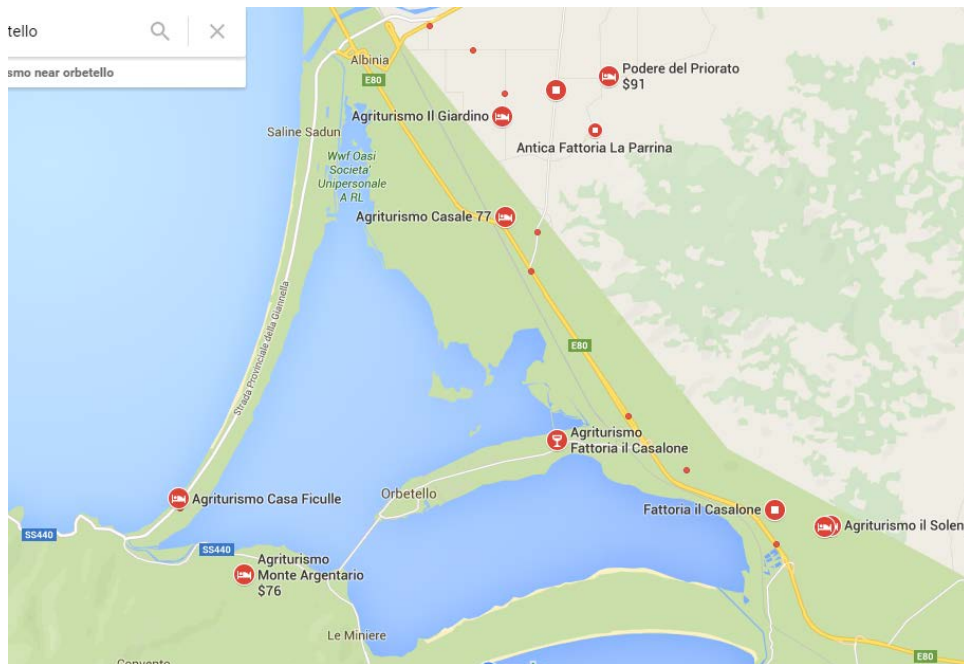 tello
smo near orbetello
Albinia
E80
Podere del Priorato
$91
Agriturismo Il Giardino
Saline Sadun
Antica Fattoria La Parrina
Wwf Oasi
Societa'
Unipersonale
A RL
Agriturismo Casale 77
Strada Provinciale della Giannella
E80
Agriturismo
Fattoria il Casalone
Agriturismo Casa Ficulle
Orbetello
Fattoria il Casalone
Agriturismo il Solen
SS440
SS440
Agriturismo
Monte Argentario
$76
Le Miniere
E80
Convento